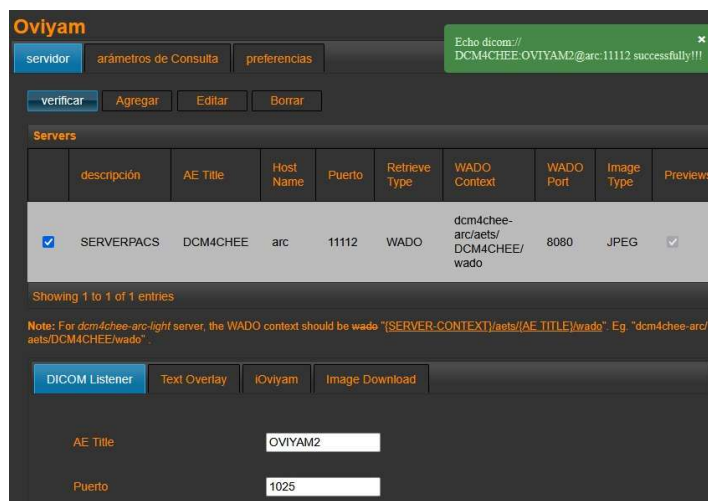 Oviyam
Echo dicom://
DCM4CHEE:OVIYAM2@arc:11112 successfully!!!
×
servidor arámetros de Consulta preferencias
verificar Agregar Editar Borrar
Servers
descripción AE Title Host Name Puerto Retrieve Type WADO Context WADO Port Image Type Previews
SERVERPACS DCM4CHEE arc 11112 WADO dcm4chee-arc/aets/DCM4CHEE/wado 8080 JPEG
Showing 1 to 1 of 1 entries
Note: For dcm4chee-arc-light server, the WADO context should be wado "{SERVER-CONTEXT}/aets/{AE TITLE}/wado". Eg. "dcm4chee-arc/
aets/DCM4CHEE/wado" .
DICOM Listener Text Overlay iOviyam Image Download
AE Title OVIYAM2
Puerto 1025